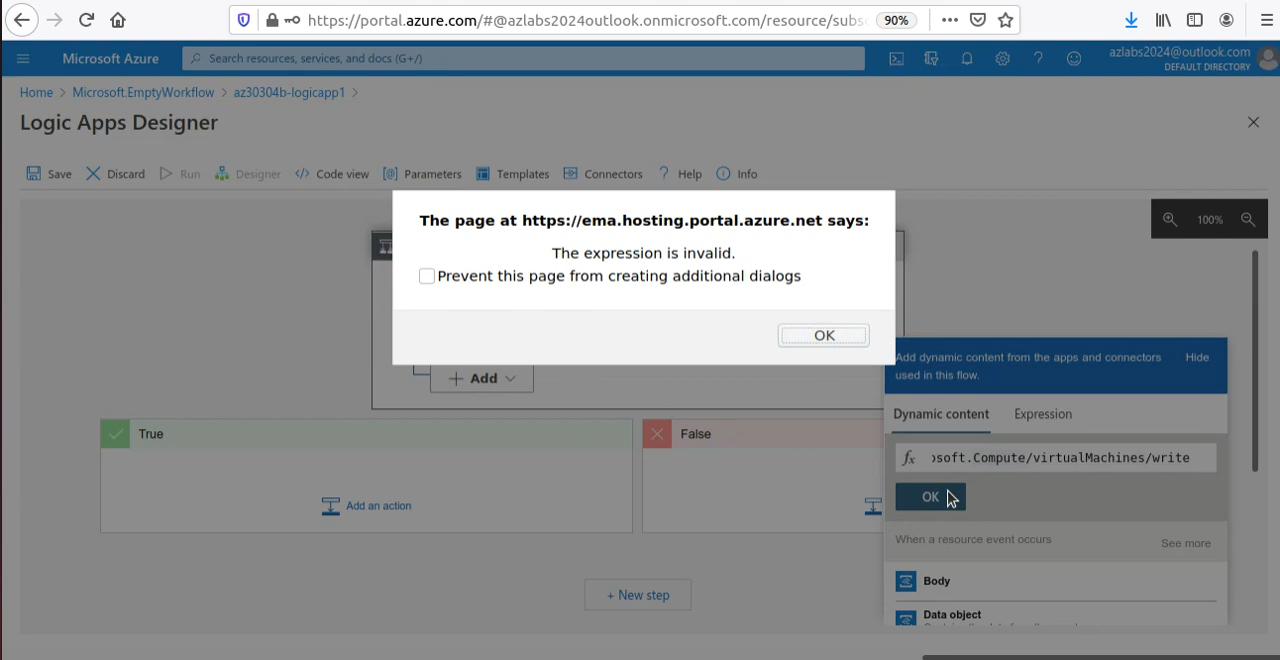 https://portal.azure.com/#@azlabs2024outlook.onmicrosoft.com/resource/subs
90%
Microsoft Azure
Search resources, services, and docs (G+/)
azlabs2024@outlook.com
DEFAULT DIRECTORY
Home > Microsoft.EmptyWorkflow > az30304b-logicapp1 >
Logic Apps Designer
Save Discard Run Designer Code view Parameters Templates Connectors Help Info
The page at https://ema.hosting.portal.azure.net says:
The expression is invalid.
Prevent this page from creating additional dialogs
OK
100%
+ Add
Add dynamic content from the apps and connectors used in this flow.
Hide
Dynamic content Expression
fx osoft.Compute/virtualMachines/write
OK
When a resource event occurs
See more
Body
Data object
True
Add an action
False
+ New step